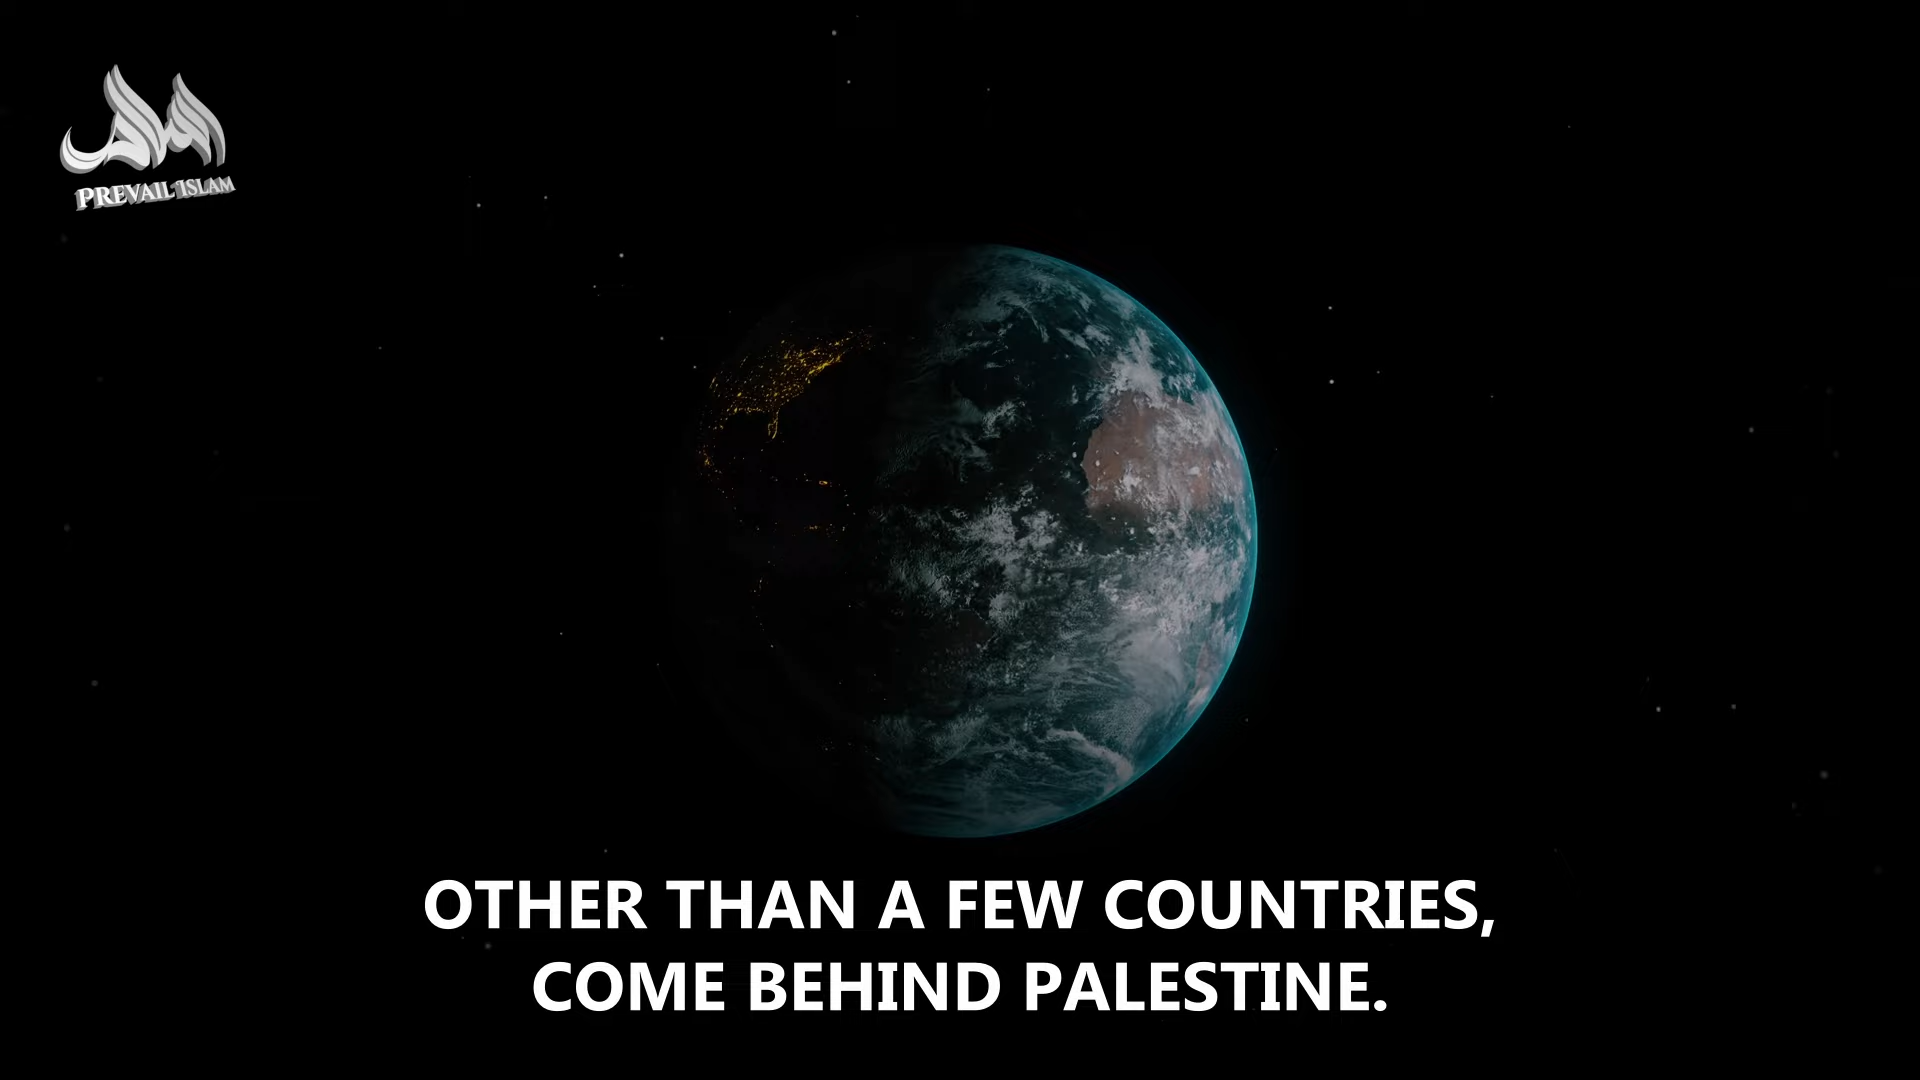 PREVAIL ISLAM
OTHER THAN A FEW COUNTRIES,
COME BEHIND PALESTINE.